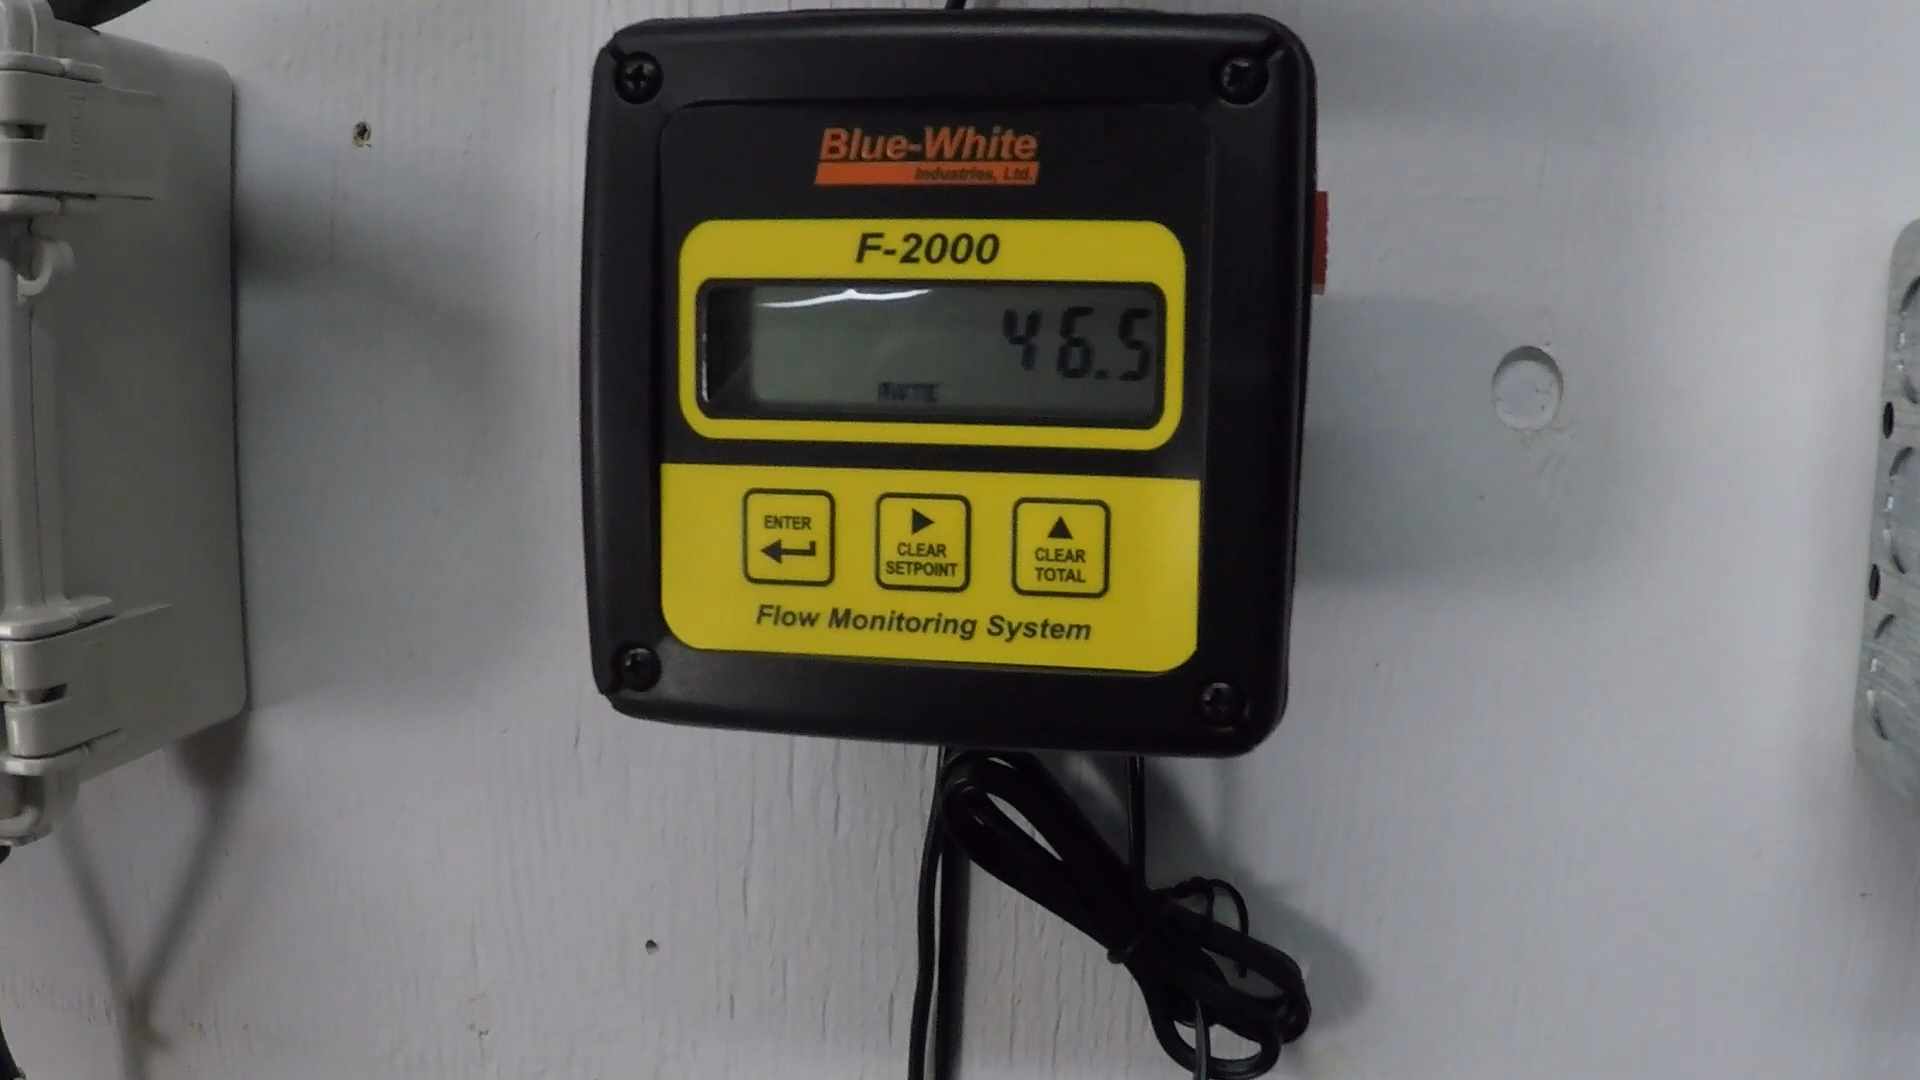 Blue-White
Industries, Ltd.
F-2000
46.5
RATE
ENTER
CLEAR
SETPOINT
CLEAR
TOTAL
Flow Monitoring System